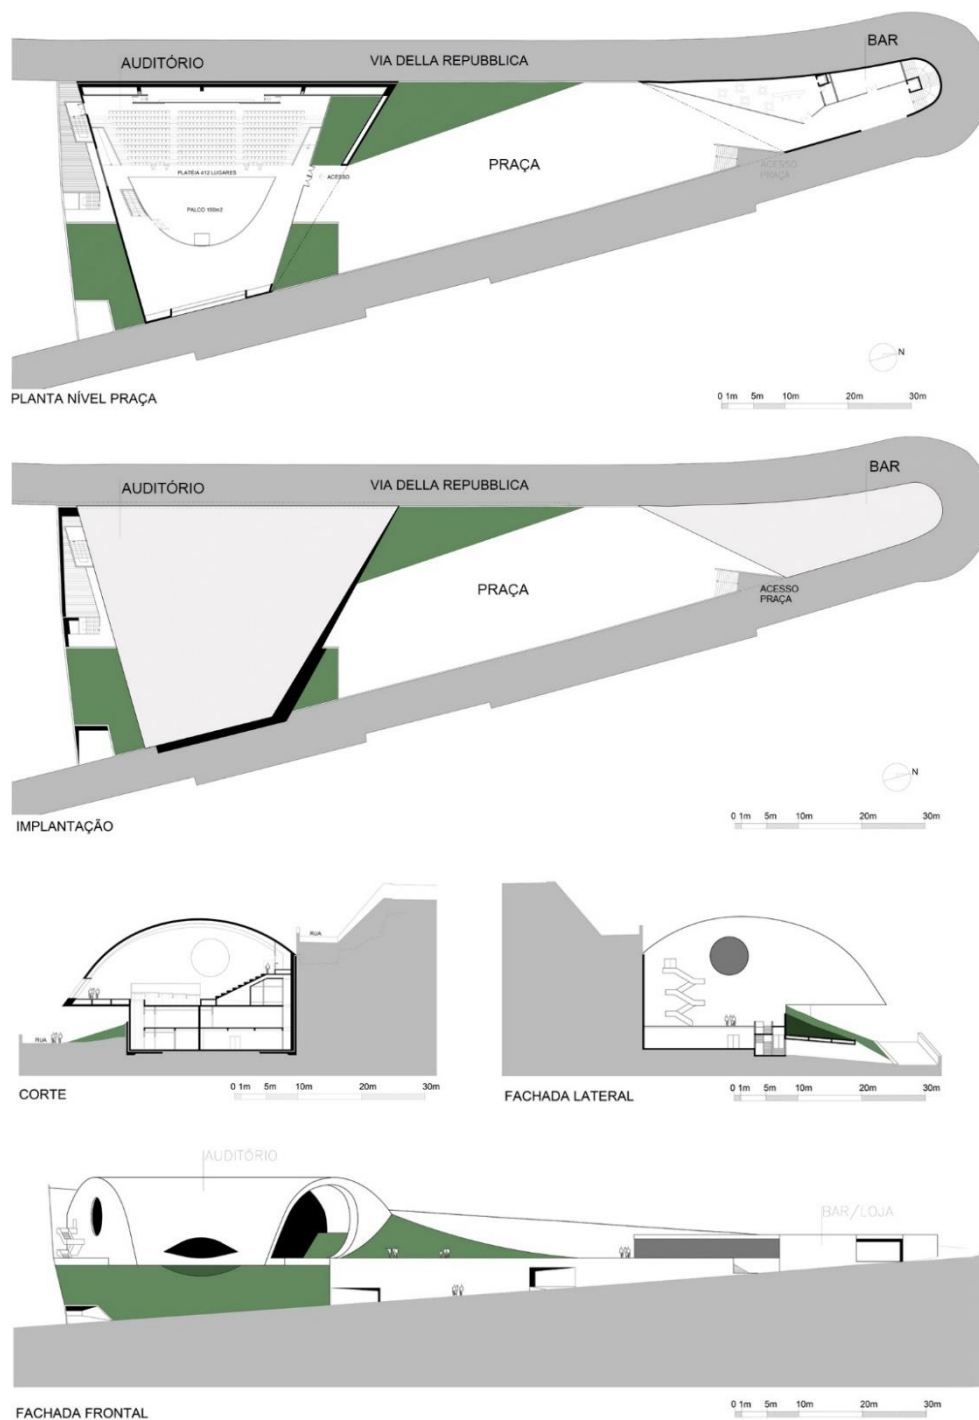 AUDITÓRIO
VIA DELLA REPUBBLICA
BAR
PLATÉIA 412 LUGARES
ACESSO
PRAÇA
ACESSO
PRAÇA
N
0 1m 5m 10m 20m 30m
PLANTA NÍVEL PRAÇA
AUDITÓRIO
VIA DELLA REPUBBLICA
BAR
PRAÇA
ACESSO
PRAÇA
N
0 1m 5m 10m 20m 30m
IMPLANTAÇÃO
RUA
RUA
0 1m 5m 10m 20m 30m
CORTE
0 1m 5m 10m 20m 30m
FACHADA LATERAL
AUDITÓRIO
BAR/LOJA
0 1m 5m 10m 20m 30m
FACHADA FRONTAL